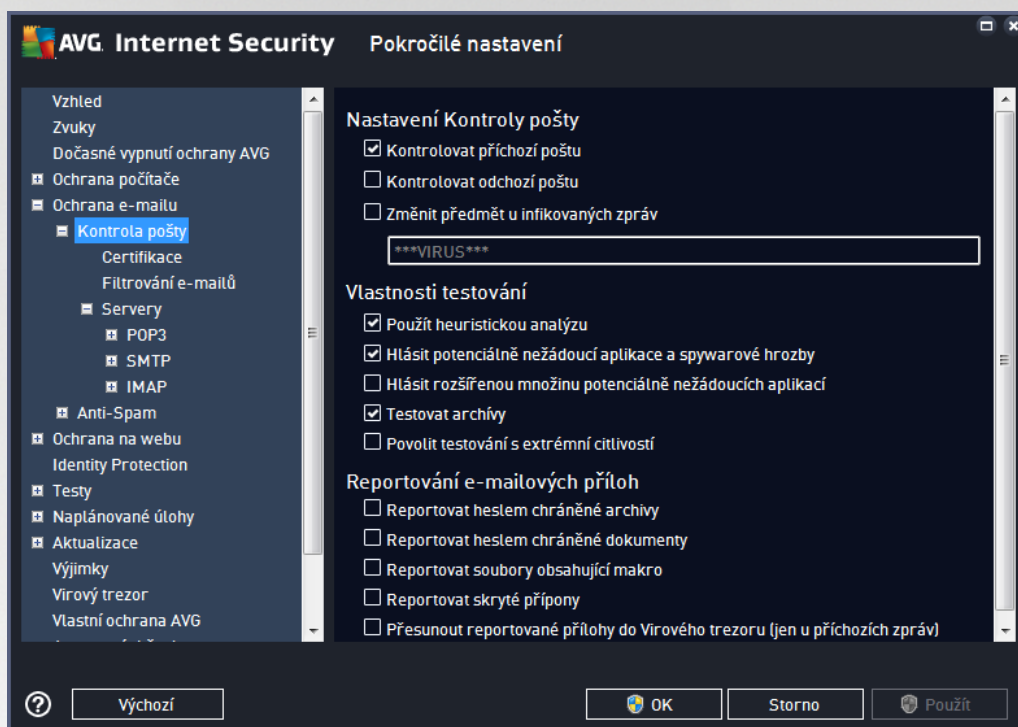 AVG. Internet Security Pokročilé nastavení
Vzhled
Zvuky
Dočasné vypnutí ochrany AVG
Ochrana počítače
Ochrana e-mailu
Kontrola pošty
Certifikace
Filtrování e-mailů
Servery
POP3
SMTP
IMAP
Anti-Spam
Ochrana na webu
Identity Protection
Testy
Naplánované úlohy
Aktualizace
Výjimky
Virový trezor
Vlastní ochrana AVG
Nastavení Kontroly pošty
Kontrolovat příchozí poštu
Kontrolovat odchozí poštu
Změnit předmět u infikovaných zpráv
***VIRUS***
Vlastnosti testování
Použít heuristickou analýzu
Hlásit potenciálně nežádoucí aplikace a spywarové hrozby
Hlásit rozšířenou množinu potenciálně nežádoucích aplikací
Testovat archívy
Povolit testování s extrémní citlivostí
Reportování e-mailových příloh
Reportovat heslem chráněné archivy
Reportovat heslem chráněné dokumenty
Reportovat soubory obsahující makro
Reportovat skryté přípony
Přesunout reportované přílohy do Virového trezoru (jen u příchozích zpráv)
Výchozí
OK
Storno
Použít